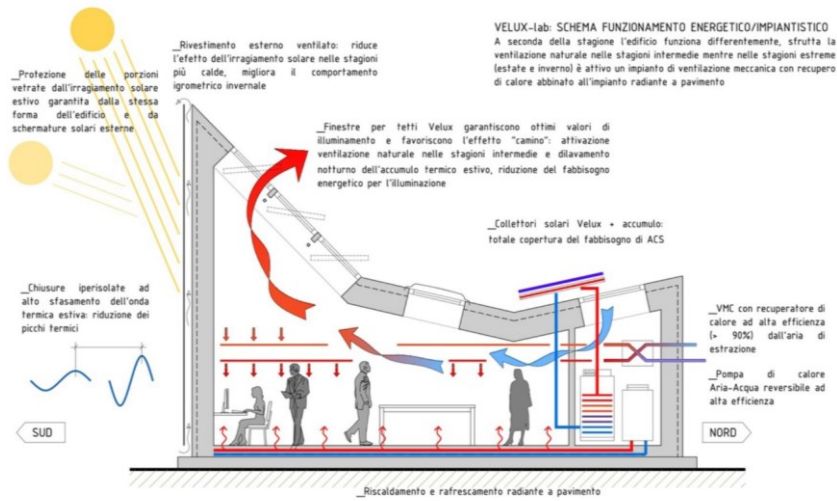 VELUX-lab: SCHEMA FUNZIONAMENTO ENERGETICO/IMPIANTISTICO
A seconda della stagione l'edificio funziona differentemente, sfrutta la
ventilazione naturale nelle stagioni intermedie mentre nelle stagioni estreme
(estate e inverno) è attivo un impianto di ventilazione meccanica con recupero
di calore abbinato all'impianto radiante a pavimento
_Rivestimento esterno ventilato: riduce
l'efetto dell'irragiamento solare nelle stagioni
più calde, migliora il comportamento
igrometrico invernale
_Protezione delle porzioni
vetrate dall'irragiamento solare
estivo garantita dalla stessa
forma dell'edificio e da
schermature solari esterne
_Finestre per tetti Velux garantiscono ottimi valori di
illuminamento e favoriscono l'effetto "camino": attivazione
ventilazione naturale nelle stagioni intermedie e dilavamento
notturno dell'accumulo termico estivo, riduzione del fabbisogno
energetico per l'illuminazione
_Collettori solari Velux + accumulo:
totale copertura del fabbisogno di ACS
_Chiusure iperisolate ad
alto sfasamento dell'onda
termica estiva: riduzione dei
picchi termici
_VMC con recuperatore di
calore ad alta efficienza
(> 90%) dall'aria di
estrazione
_Pompa di calore
Aria-Acqua reversibile ad
alta efficienza
SUD
NORD
_Riscaldamento e rafrescamento radiante a pavimento